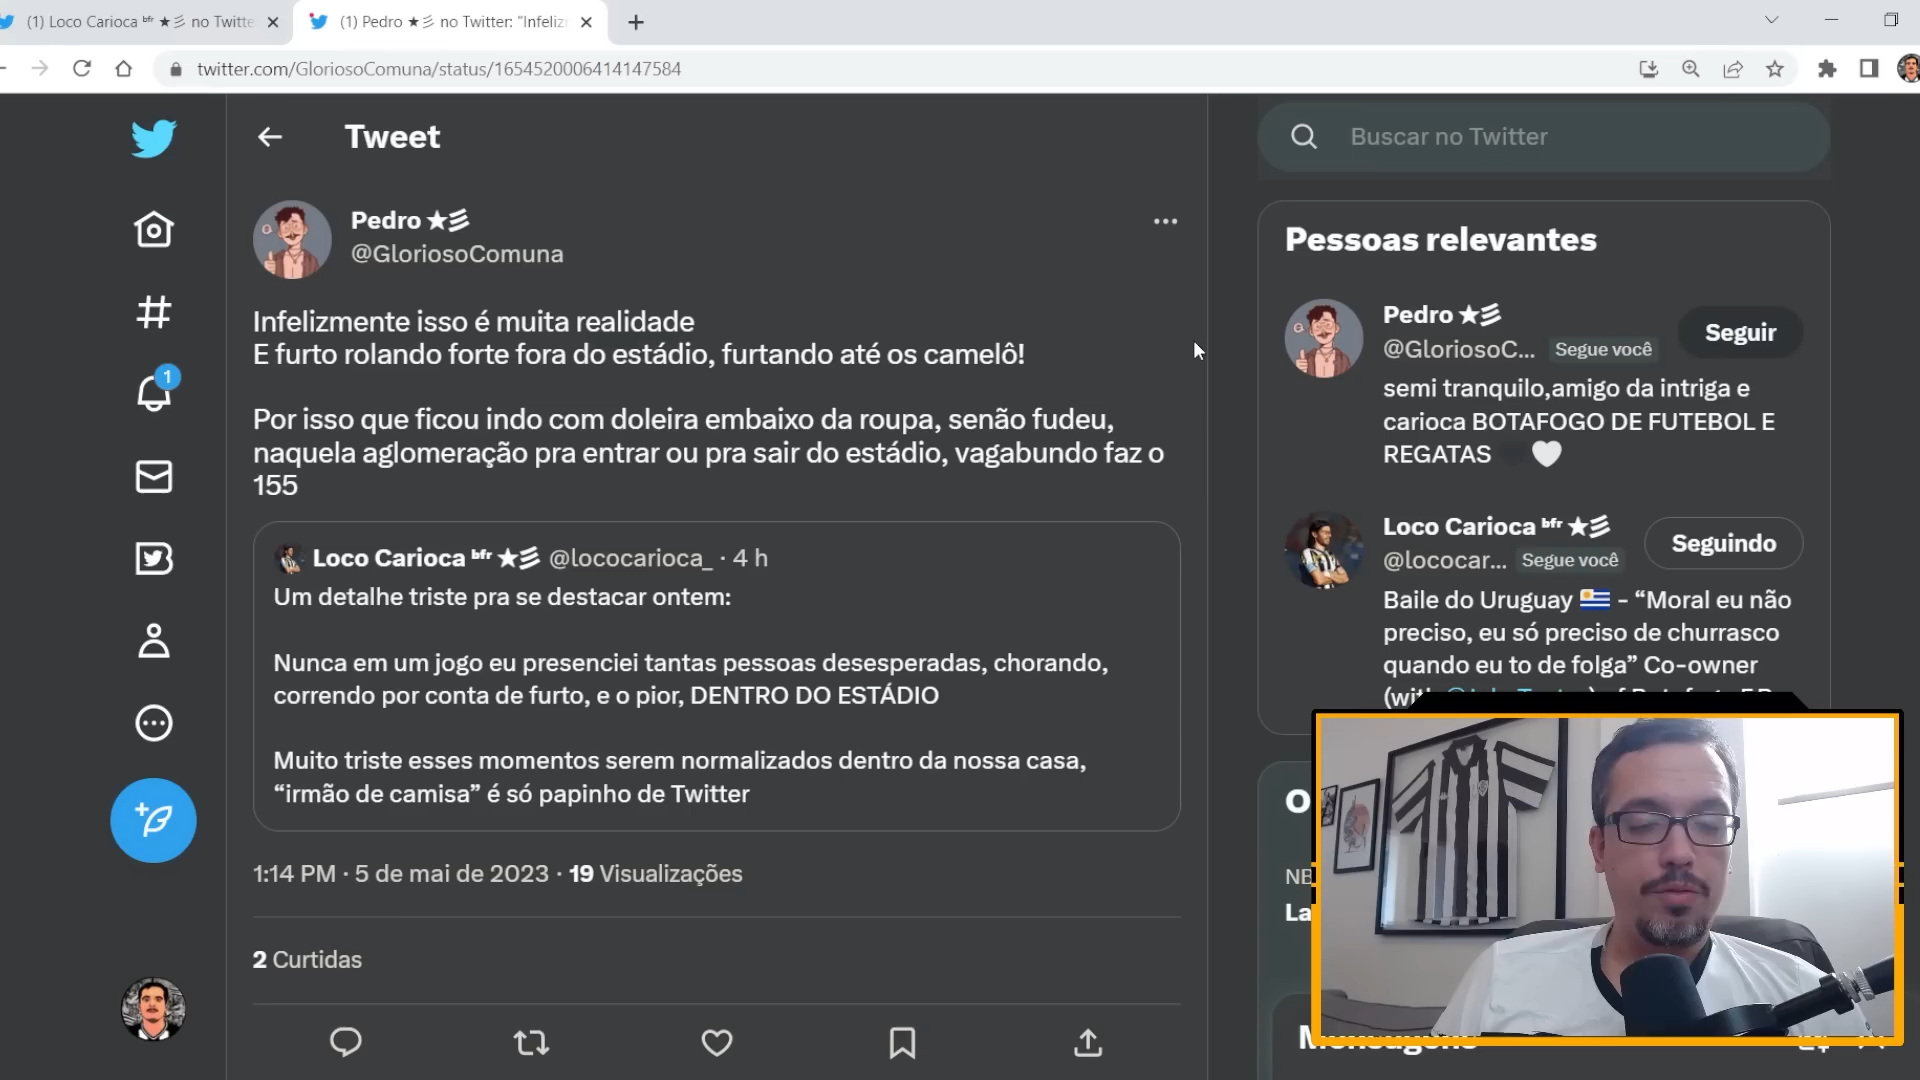 (1) Loco Carioca ᵇᶠʳ ★彡 no Twitte
(1) Pedro ★彡 no Twitter: "Infeliz
twitter.com/GloriosoComuna/status/1654520006414147584
Tweet
Buscar no Twitter
Pedro ★彡
@GloriosoComuna
Infelizmente isso é muita realidade
E furto rolando forte fora do estádio, furtando até os camelô!
Por isso que ficou indo com doleira embaixo da roupa, senão fudeu,
naquela aglomeração pra entrar ou pra sair do estádio, vagabundo faz o
155
Loco Carioca ᵇᶠʳ ★彡 @lococarioca_ · 4 h
Um detalhe triste pra se destacar ontem:
Nunca em um jogo eu presenciei tantas pessoas desesperadas, chorando,
correndo por conta de furto, e o pior, DENTRO DO ESTÁDIO
Muito triste esses momentos serem normalizados dentro da nossa casa,
“irmão de camisa” é só papinho de Twitter
1:14 PM · 5 de mai de 2023 · 19 Visualizações
2 Curtidas
1
Pessoas relevantes
Pedro ★彡
@GloriosoC... Segue você
Seguir
semi tranquilo,amigo da intriga e
carioca BOTAFOGO DE FUTEBOL E
REGATAS 🖤🤍
Loco Carioca ᵇᶠʳ ★彡
@lococar... Segue você
Seguindo
Baile do Uruguay 🇺🇾 - “Moral eu não
preciso, eu só preciso de churrasco
quando eu to de folga” Co-owner
O
NB
La